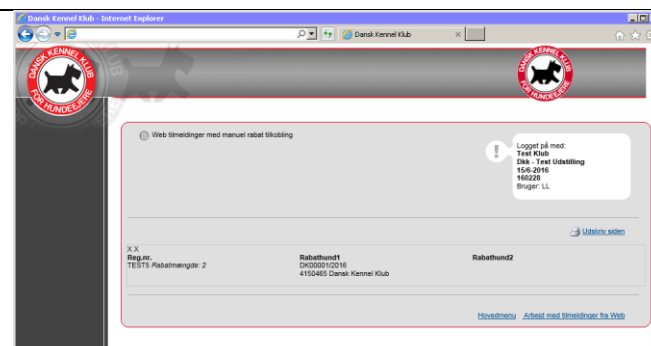 Dansk Kennel Klub - Internet Explorer
Dansk Kennel Klub
DANSK KENNEL KLUB
FOR HUNDEEJERE
DANSK KENNEL KLUB
FOR HUNDEEJERE
Web tilmeldinger med manuel rabat tilkobling
Logget på med:
Test Klub
Dkk - Test Udstilling
15/6-2016
160228
Bruger: LL
Udskriv siden
X X
Reg.nr. Rabathund1 Rabathund2
TEST5 Rabatmængde: 2 DK00001/2016
4150465 Dansk Kennel Klub
Hovedmenu Arbejd med tilmeldinger fra Web